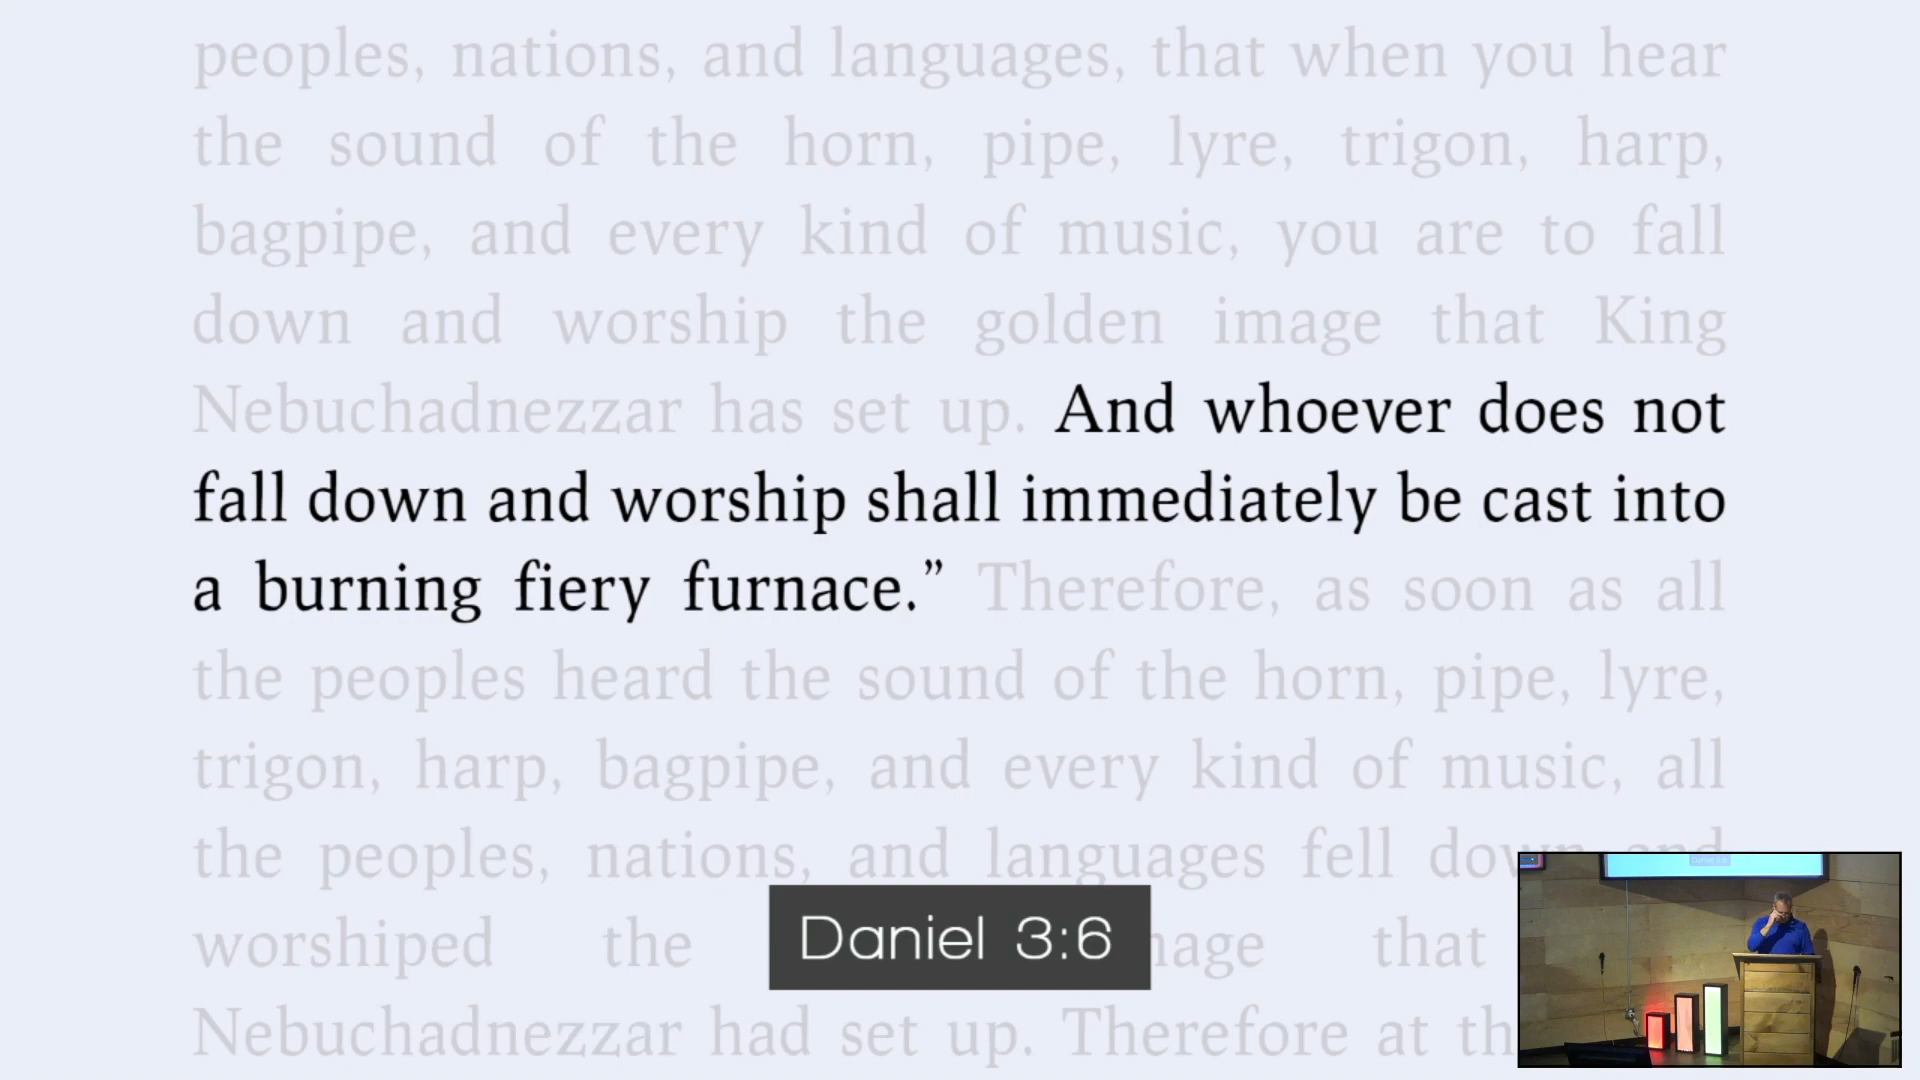 peoples, nations, and languages, that when you hear
the sound of the horn, pipe, lyre, trigon, harp,
bagpipe, and every kind of music, you are to fall
down and worship the golden image that King
Nebuchadnezzar has set up. And whoever does not
fall down and worship shall immediately be cast into
a burning fiery furnace.” Therefore, as soon as all
the peoples heard the sound of the horn, pipe, lyre,
trigon, harp, bagpipe, and every kind of music, all
the peoples, nations, and languages fell down and
worshiped the that
Daniel 3:6
Nebuchadnezzar had set up. Therefore at